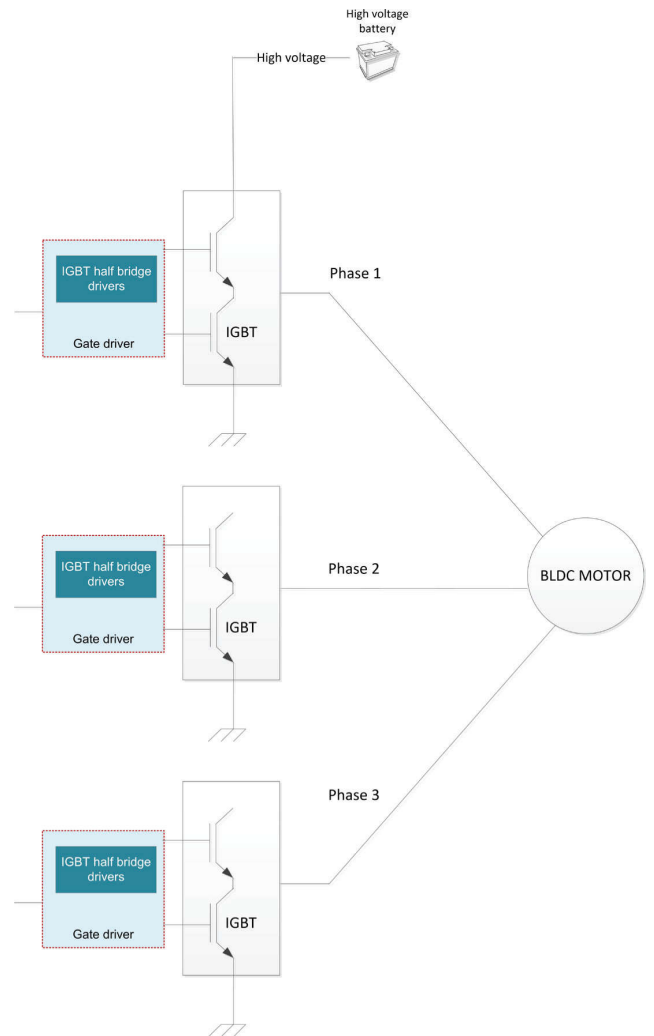 High voltage
battery
High voltage
IGBT half bridge
drivers
Gate driver
IGBT
Phase 1
IGBT half bridge
drivers
Gate driver
IGBT
Phase 2
BLDC MOTOR
IGBT half bridge
drivers
Gate driver
IGBT
Phase 3